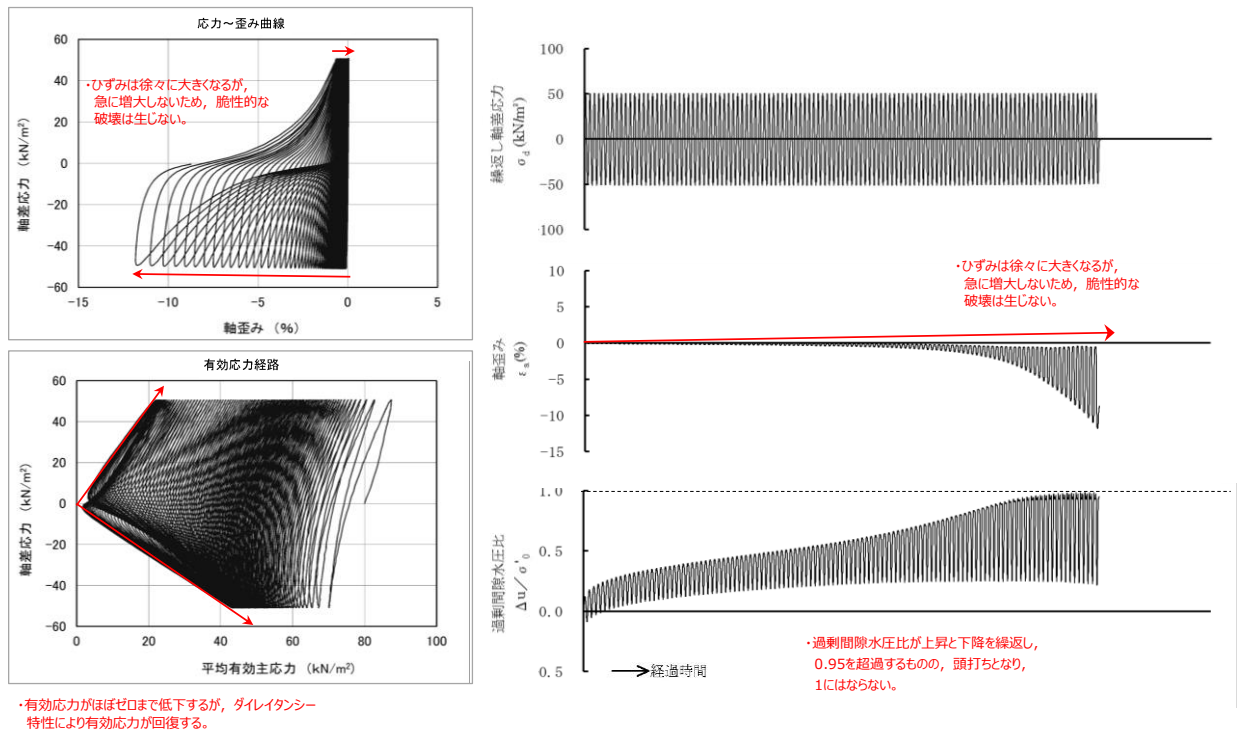 応力～歪み曲線
60
40
20
0
-20
-40
-60
-15
-10
-5
0
5
軸差応力 (kN/m²)
軸歪み (%)
・ひずみは徐々に大きくなるが，
急に増大しないため，脆性的な
破壊は生じない。
有効応力経路
60
40
20
0
-20
-40
-60
0
20
40
60
80
100
軸差応力 (kN/m²)
平均有効主応力 (kN/m²)
・有効応力がほぼゼロまで低下するが，ダイレイタンシー
特性により有効応力が回復する。
繰返し軸差応力
σd (kN/m²)
100
50
0
-50
100
軸歪み
εa(%)
10
5
0
-5
-10
-15
・ひずみは徐々に大きくなるが，
急に増大しないため，脆性的な
破壊は生じない。
過剰間隙水圧比
Δu／σ'0
1.0
0.5
0.0
0.5
経過時間
・過剰間隙水圧比が上昇と下降を繰返し，
0.95を超過するものの，頭打ちとなり，
1にはならない。